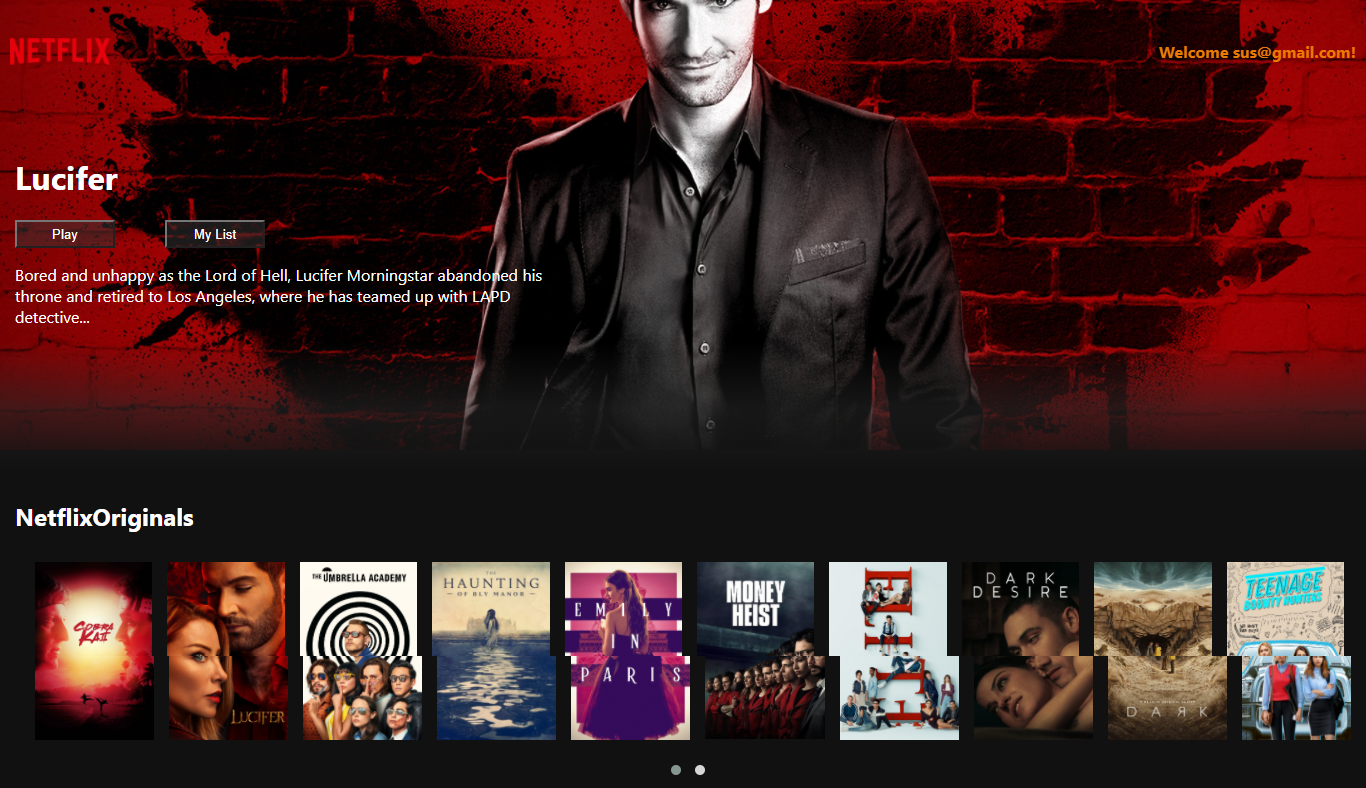 NETFLIX
Welcome sus@gmail.com!
Lucifer
Play
My List
Bored and unhappy as the Lord of Hell, Lucifer Morningstar abandoned his
throne and retired to Los Angeles, where he has teamed up with LAPD
detective...
NetflixOriginals
COBRA
KAI
LUCIFER
THE UMBRELLA ACADEMY
THE
HAUNTING
OF BLY MANOR
EMILY
IN
PARIS
MONEY
HEIST
ELITE
DARK
DESIRE
DARK
TEENAGE
BOUNTY HUNTERS